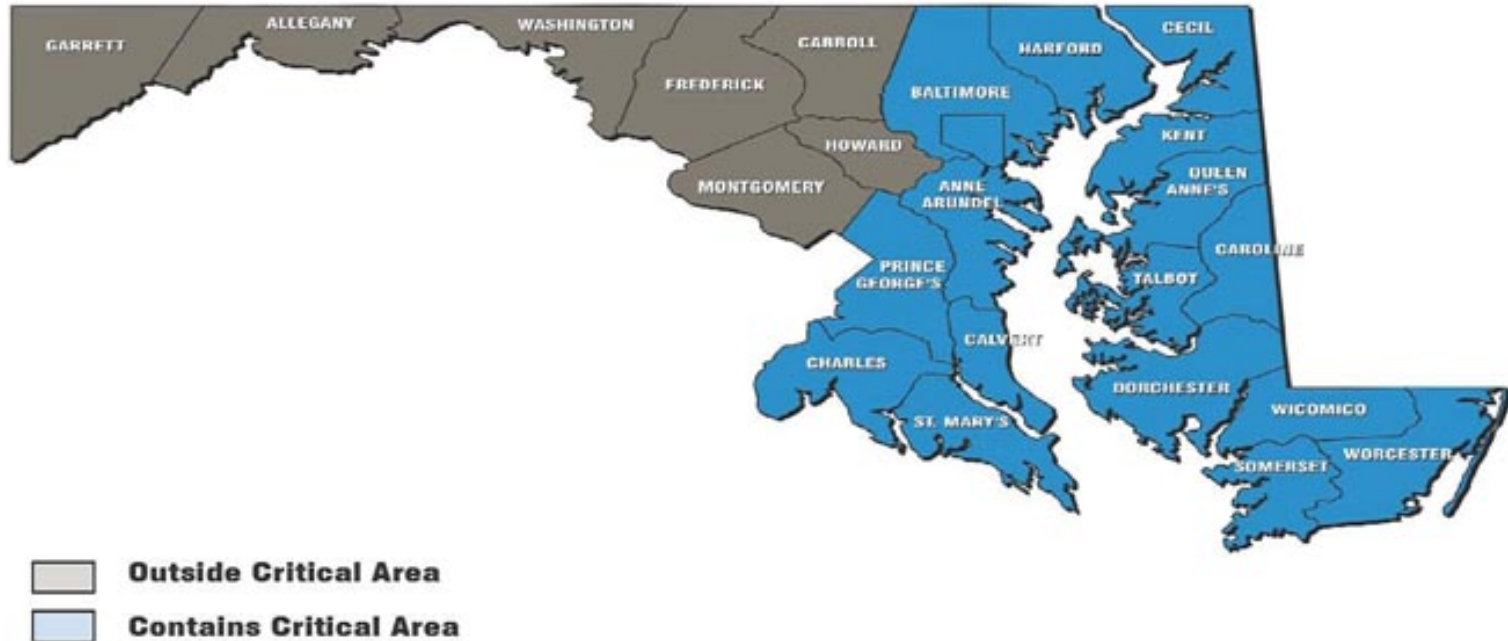 GARRETT
ALLEGANY
WASHINGTON
FREDERICK
CARROLL
BALTIMORE
HARFORD
CECIL
HOWARD
MONTGOMERY
KENT
QUEEN
ANNE'S
ANNE
ARUNDEL
PRINCE
GEORGE'S
CAROLINE
TALBOT
CALVERT
CHARLES
ST. MARY'S
DORCHESTER
WICOMICO
SOMERSET
WORCESTER
Outside Critical Area
Contains Critical Area